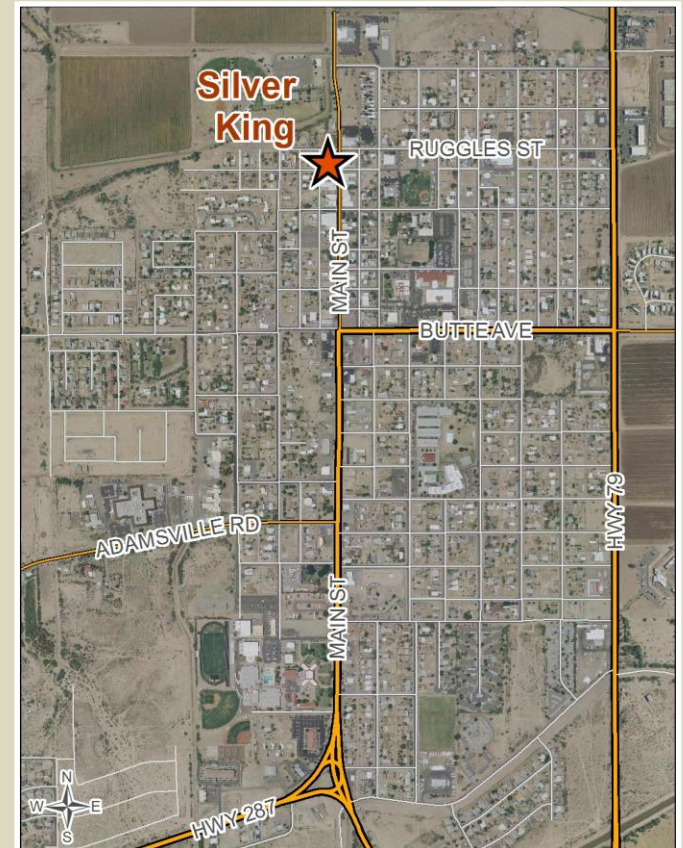 Silver
King
RUGGLES ST
MAIN ST
BUTTE AVE
HWY 79
ADAMSVILLE RD
MAIN ST
N
W E
S
HWY 287